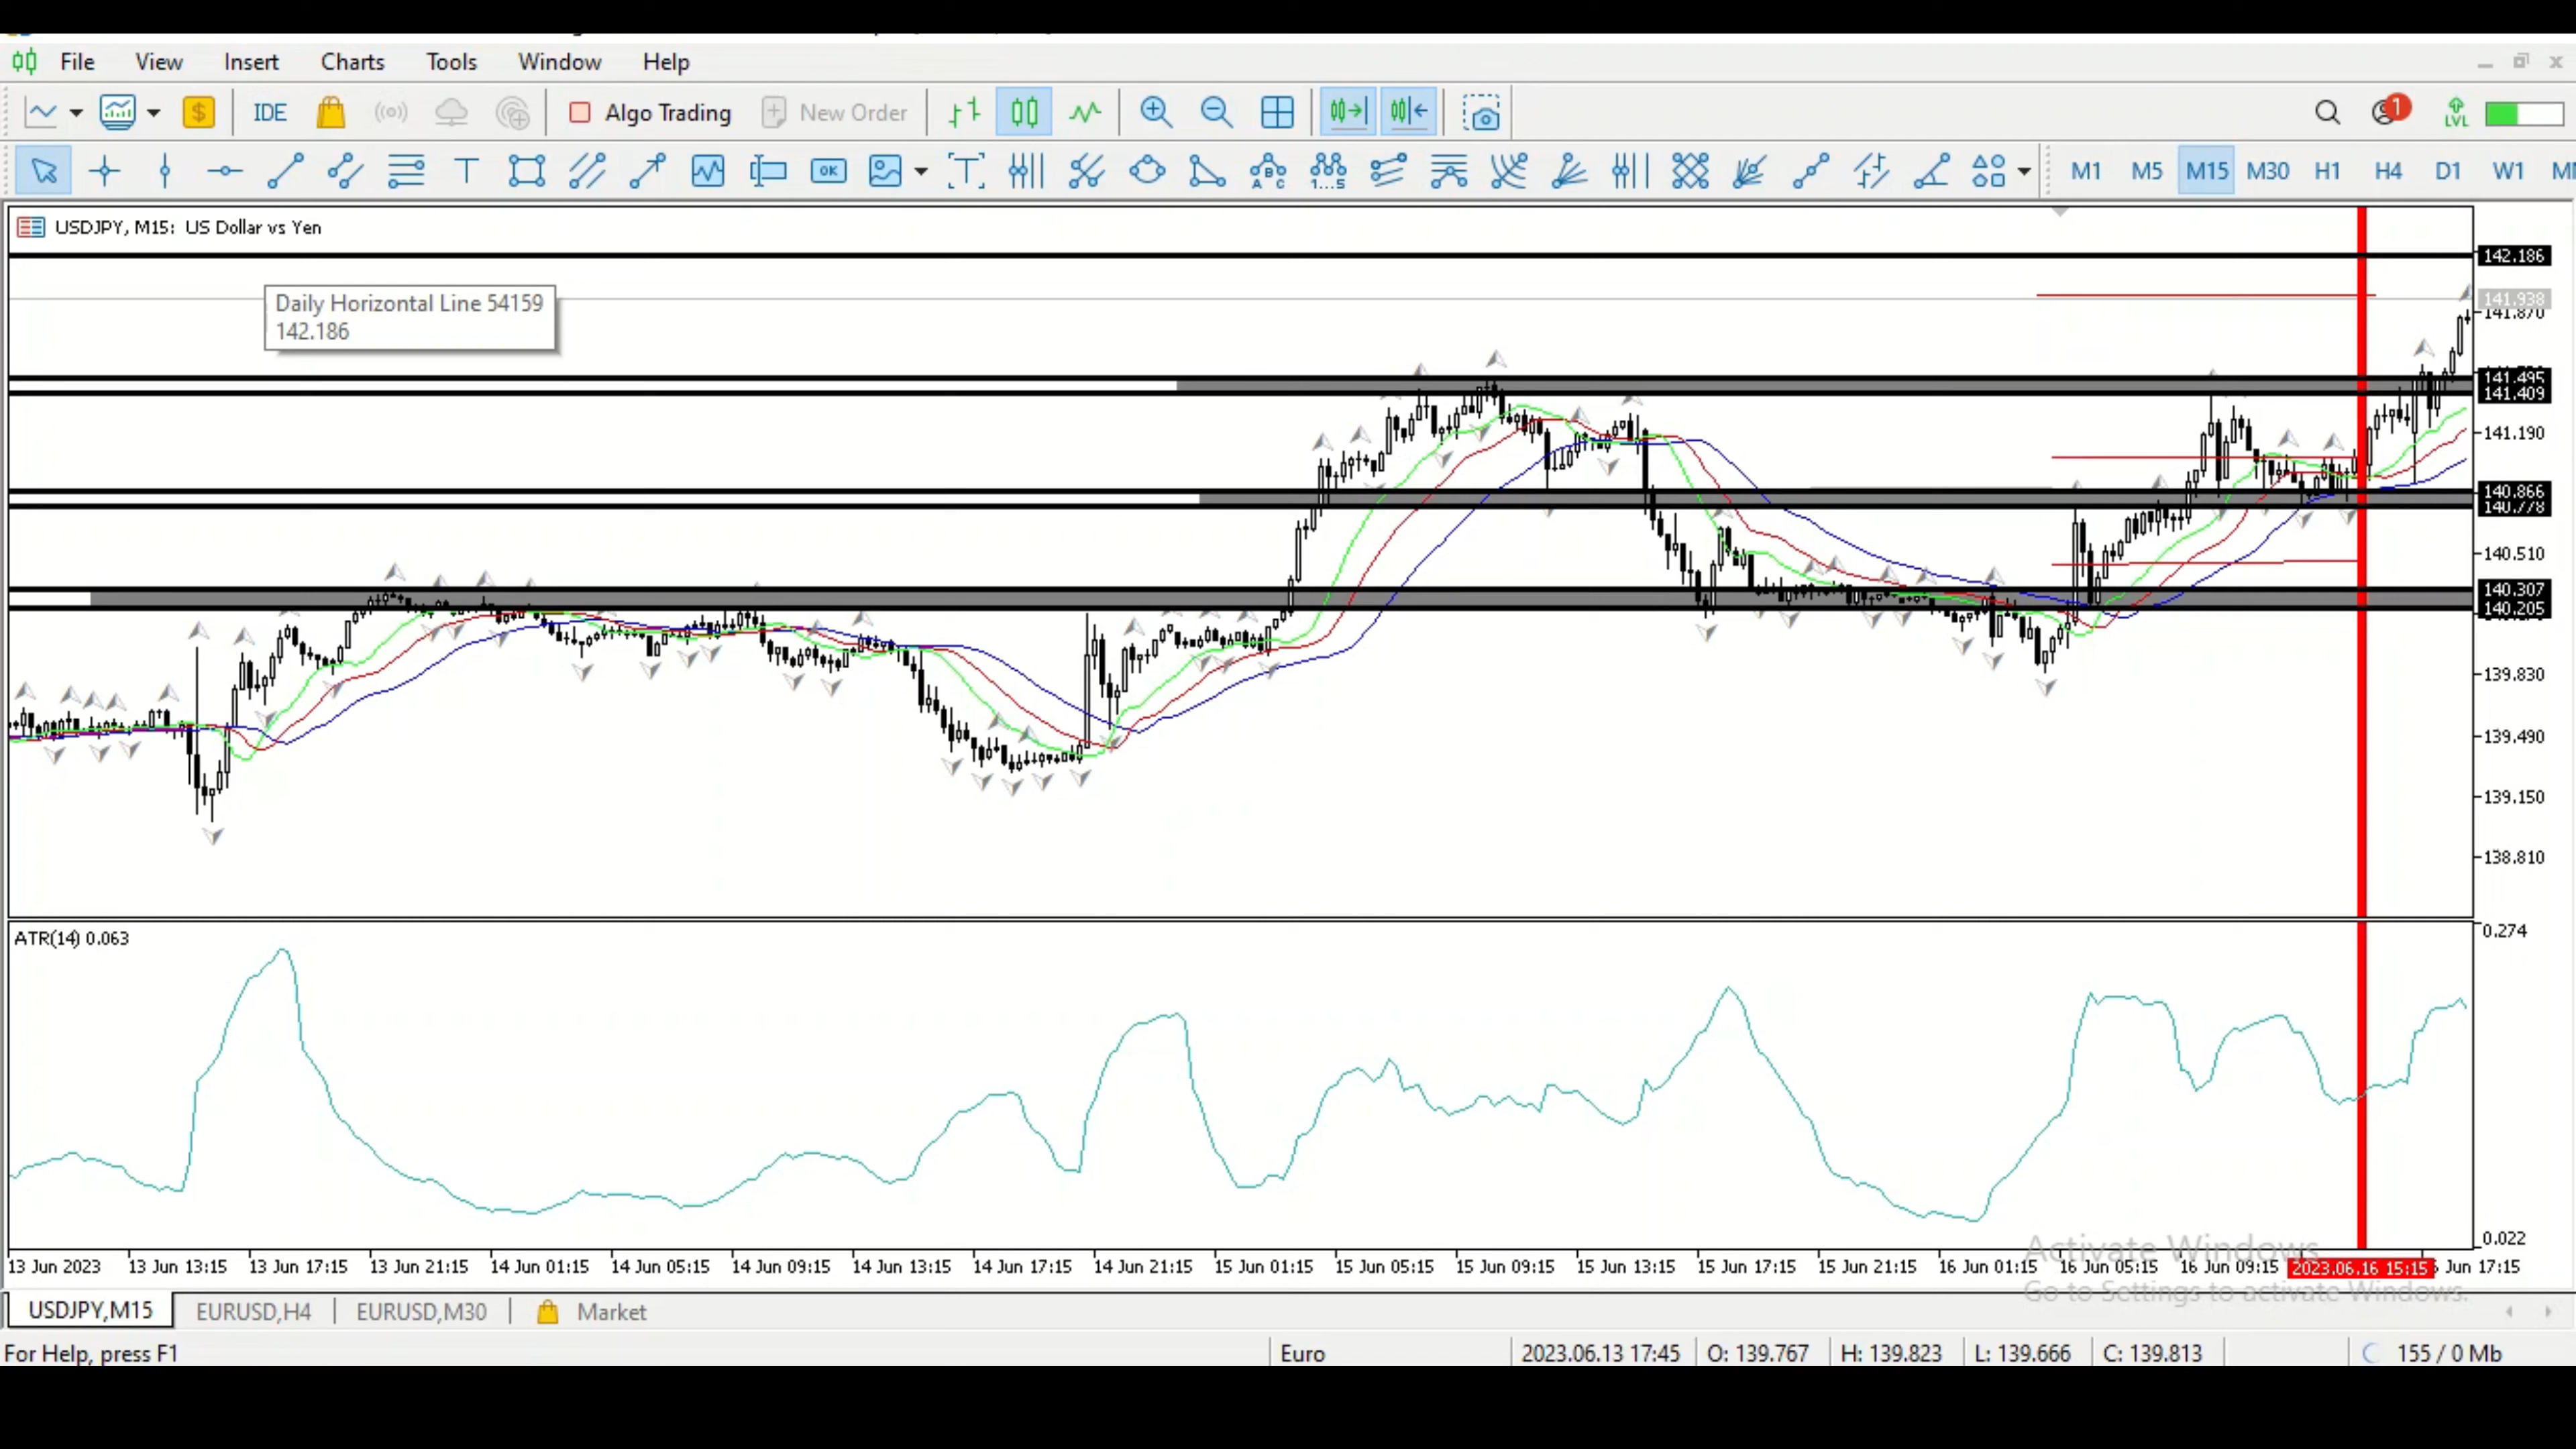 File View Insert Charts Tools Window Help
IDE Algo Trading New Order 1 LVL
T OK T A B C 1...5 M1 M5 M15 M30 H1 H4 D1 W1
USDJPY, M15: US Dollar vs Yen
142.186
Daily Horizontal Line 54159
142.186
141.938
141.870
141.495
141.409
141.190
140.866
140.778
140.510
140.307
140.205
139.830
139.490
139.150
138.810
ATR(14) 0.063
0.274
0.022
Activate Windows
13 Jun 2023 13 Jun 13:15 13 Jun 17:15 13 Jun 21:15 14 Jun 01:15 14 Jun 05:15 14 Jun 09:15 14 Jun 13:15 14 Jun 17:15 14 Jun 21:15 15 Jun 01:15 15 Jun 05:15 15 Jun 09:15 15 Jun 13:15 15 Jun 17:15 15 Jun 21:15 16 Jun 01:15 16 Jun 05:15 16 Jun 09:15 2023.06.16 15:15 Jun 17:15
Go to Settings to activate Windows.
USDJPY,M15 EURUSD,H4 EURUSD,M30 Market
For Help, press F1 Euro 2023.06.13 17:45 O: 139.767 H: 139.823 L: 139.666 C: 139.813 155 / 0 Mb